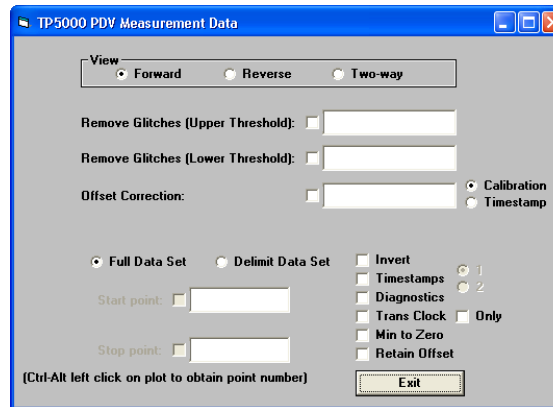 TP5000 PDV Measurement Data
View
Forward Reverse Two-way
Remove Glitches (Upper Threshold):
Remove Glitches (Lower Threshold):
Offset Correction:
Calibration
Timestamp
Full Data Set Delimit Data Set
Start point:
Stop point:
(Ctrl-Alt left click on plot to obtain point number)
Invert
Timestamps
1
2
Diagnostics
Trans Clock Only
Min to Zero
Retain Offset
Exit